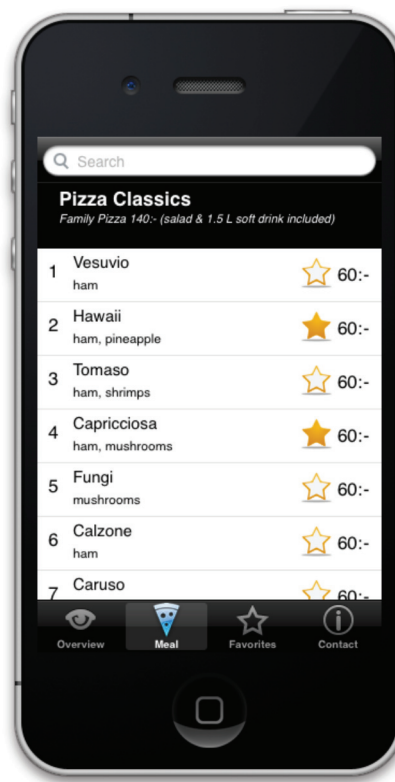 Search
Pizza Classics
Family Pizza 140:- (salad & 1.5 L soft drink included)
1 Vesuvio 60:-
ham
2 Hawaii 60:-
ham, pineapple
3 Tomaso 60:-
ham, shrimps
4 Capricciosa 60:-
ham, mushrooms
5 Fungi 60:-
mushrooms
6 Calzone 60:-
ham
7 Caruso 60:-
Overview Meal Favorites Contact